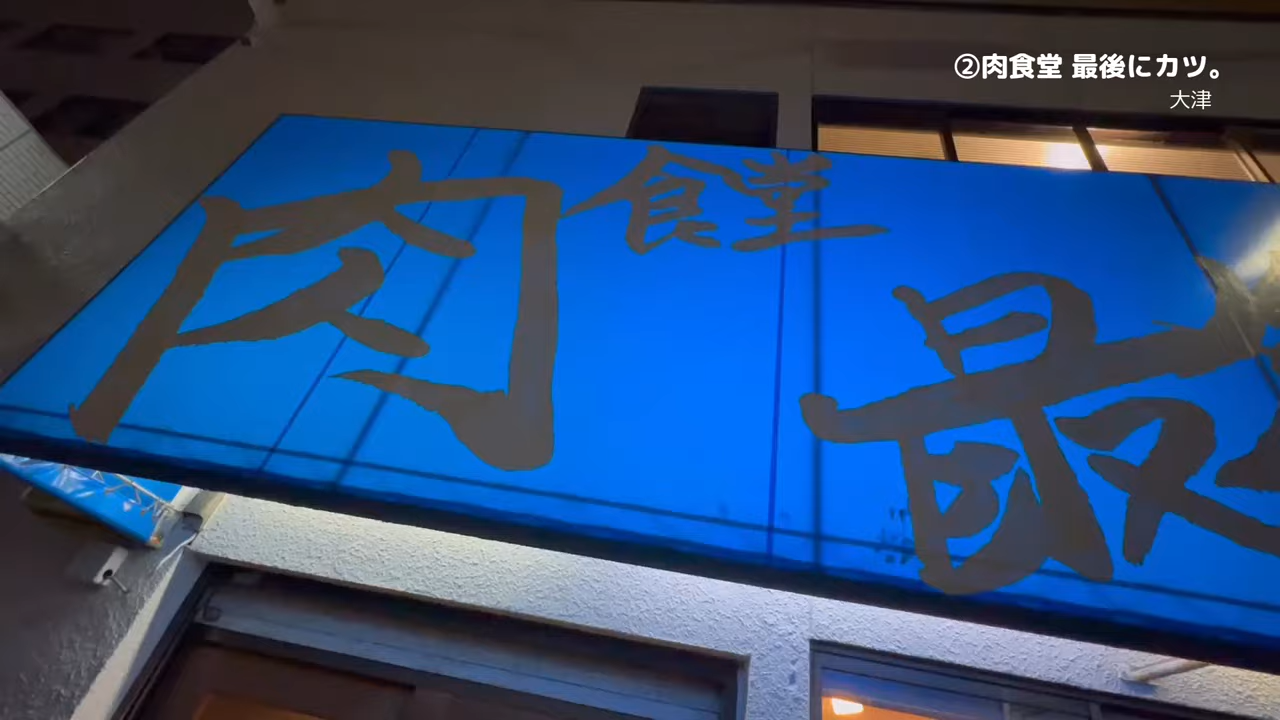 ②肉食堂 最後にカツ。
大津
肉食堂 最